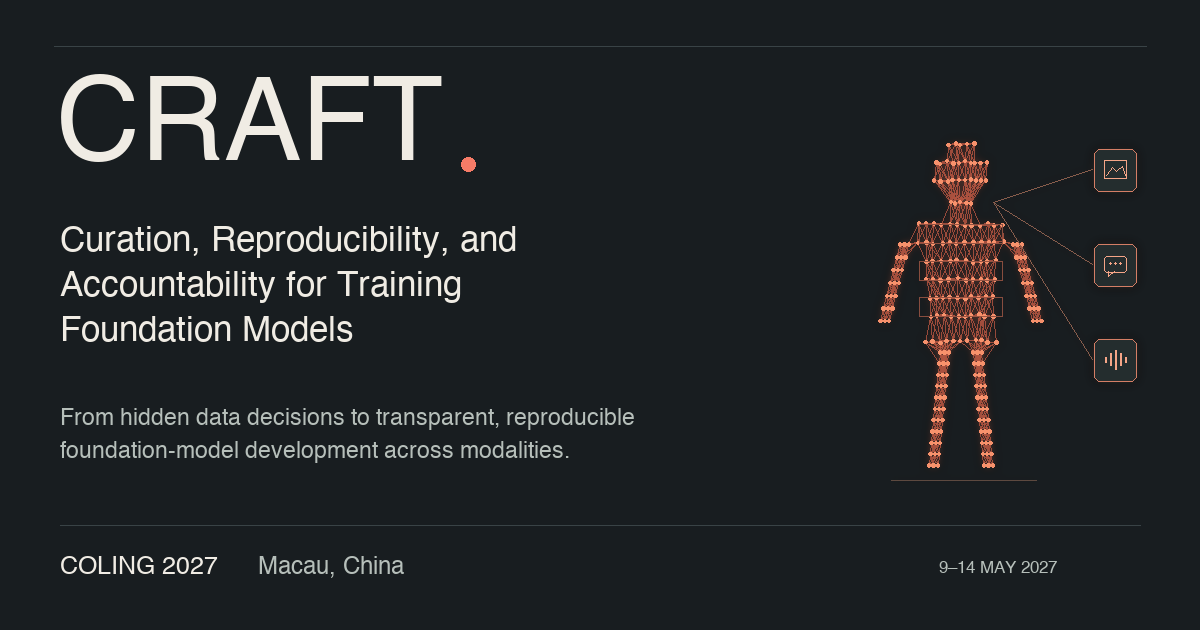 CRAFT.
Curation, Reproducibility, and
Accountability for Training
Foundation Models
From hidden data decisions to transparent, reproducible
foundation-model development across modalities.
COLING 2027 Macau, China
9–14 MAY 2027